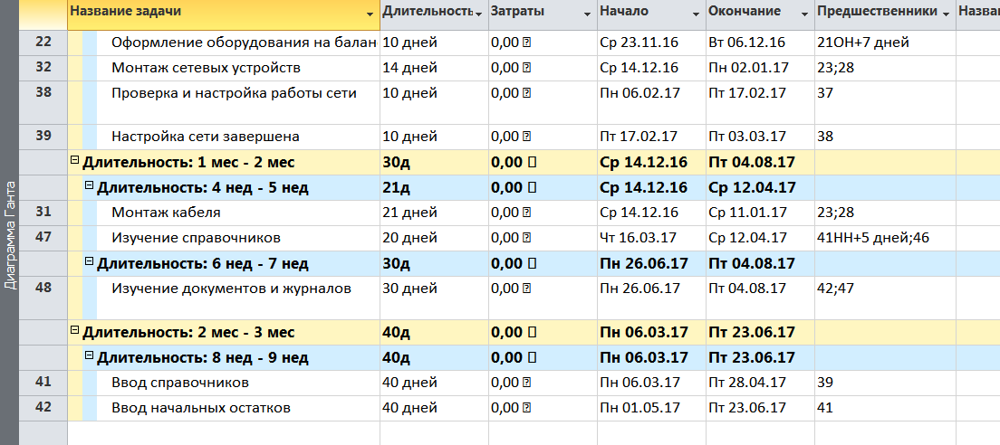 Название задачи Длительность Затраты Начало Окончание Предшественники Назва
22 Оформление оборудования на балан 10 дней 0,00 Ср 23.11.16 Вт 06.12.16 21ОН+7 дней
32 Монтаж сетевых устройств 14 дней 0,00 Ср 14.12.16 Пн 02.01.17 23;28
38 Проверка и настройка работы сети 10 дней 0,00 Пн 06.02.17 Пт 17.02.17 37
39 Настройка сети завершена 10 дней 0,00 Пт 17.02.17 Пт 03.03.17 38
Длительность: 1 мес - 2 мес 30д 0,00 Ср 14.12.16 Пт 04.08.17
Длительность: 4 нед - 5 нед 21д 0,00 Ср 14.12.16 Ср 12.04.17
31 Монтаж кабеля 21 дней 0,00 Ср 14.12.16 Ср 11.01.17 23;28
47 Изучение справочников 20 дней 0,00 Чт 16.03.17 Ср 12.04.17 41НН+5 дней;46
Длительность: 6 нед - 7 нед 30д 0,00 Пн 26.06.17 Пт 04.08.17
48 Изучение документов и журналов 30 дней 0,00 Пн 26.06.17 Пт 04.08.17 42;47
Длительность: 2 мес - 3 мес 40д 0,00 Пн 06.03.17 Пт 23.06.17
Длительность: 8 нед - 9 нед 40д 0,00 Пн 06.03.17 Пт 23.06.17
41 Ввод справочников 40 дней 0,00 Пн 06.03.17 Пт 28.04.17 39
42 Ввод начальных остатков 40 дней 0,00 Пн 01.05.17 Пт 23.06.17 41
Диаграмма Ганта